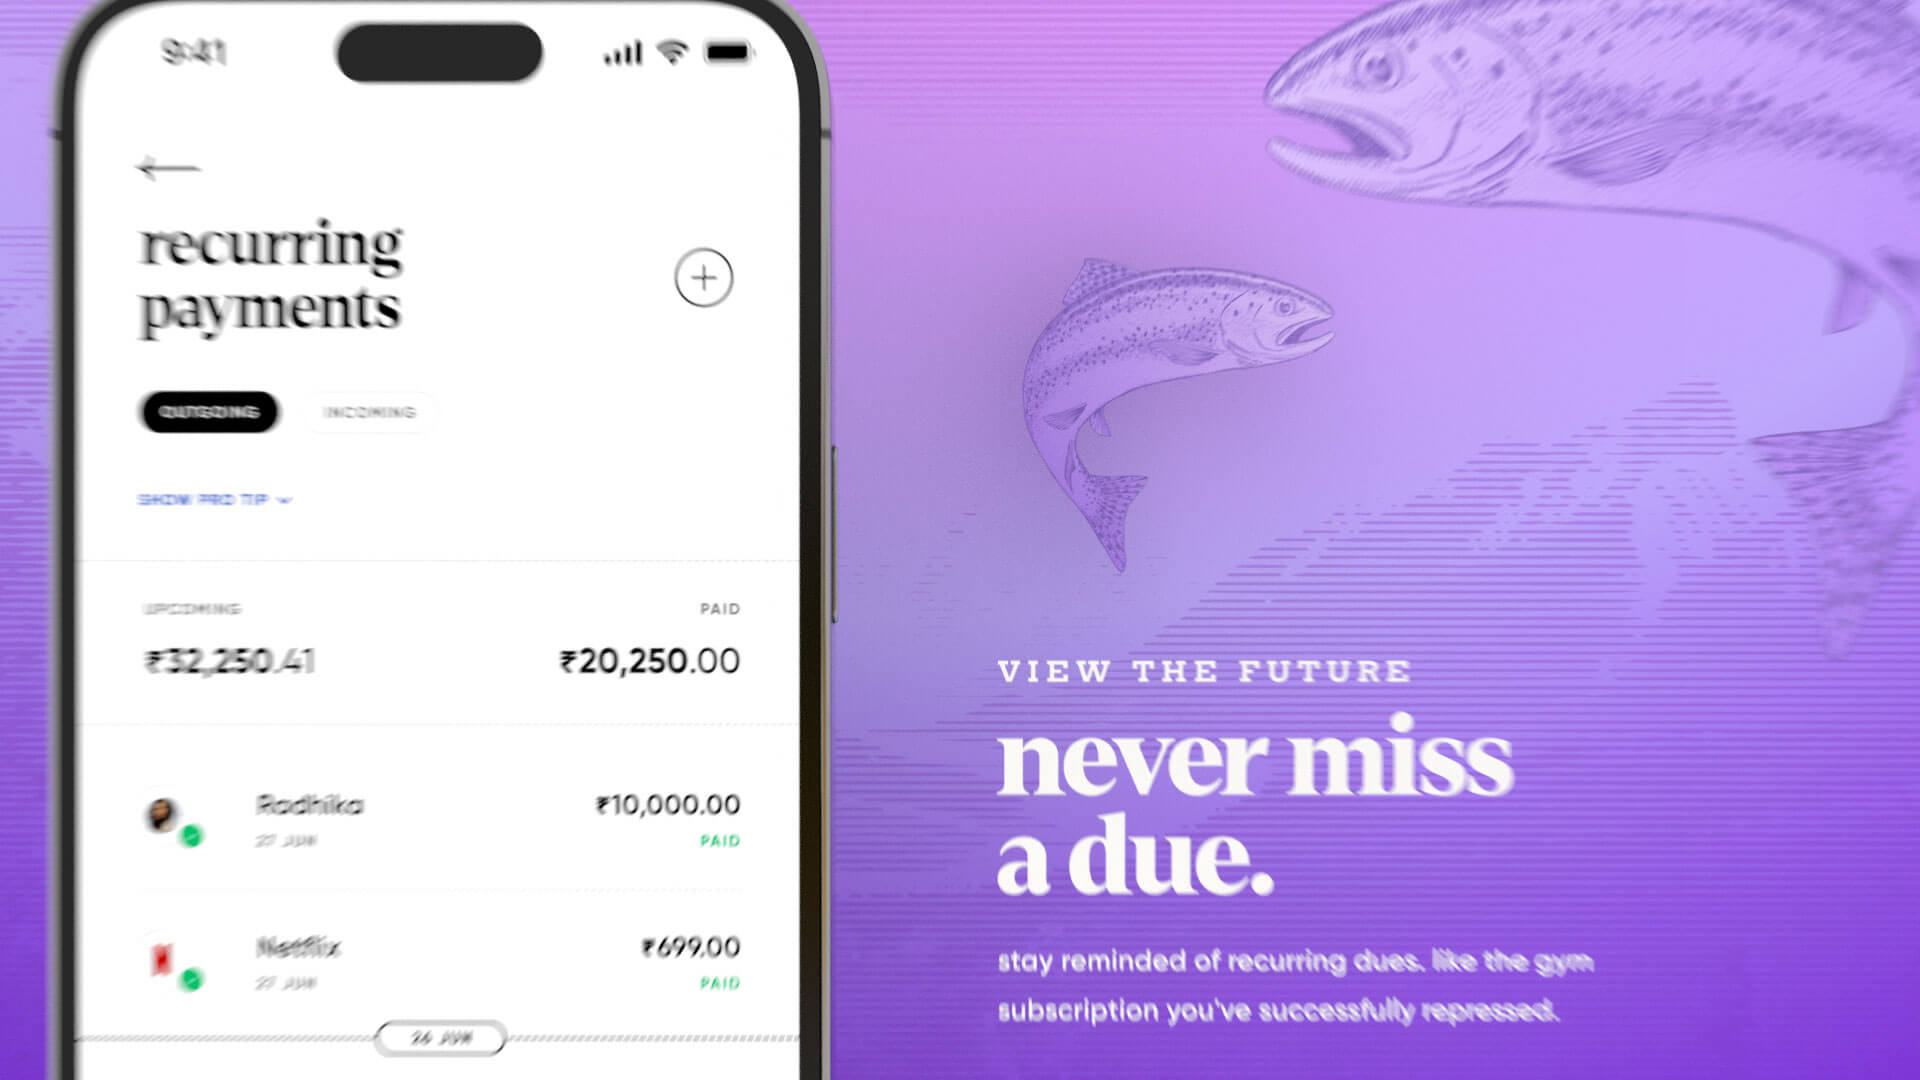 9:41
recurring
payments
OUTGOING
INCOMING
SHOW PRO TIP
UPCOMING
PAID
₹32,250.41
₹20,250.00
Radhika
₹10,000.00
27 JUN
PAID
Netflix
₹699.00
27 JUN
PAID
26 JUN
VIEW THE FUTURE
never miss
a due.
stay reminded of recurring dues. like the gym
subscription you've successfully repressed.